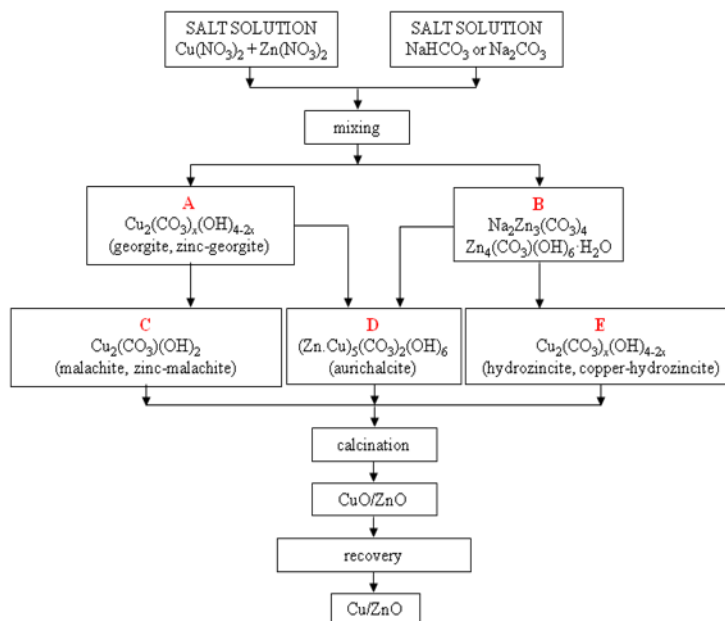 SALT SOLUTION
Cu(NO₃)₂ + Zn(NO₃)₂
SALT SOLUTION
NaHCO₃ or Na₂CO₃
mixing
A
Cu₂(CO₃)ₓ(OH)₄₋₂ₓ
(georgite, zinc-georgite)
B
Na₂Zn₃(CO₃)₄
Zn₄(CO₃)(OH)₆·H₂O
C
Cu₂(CO₃)(OH)₂
(malachite, zinc-malachite)
D
(Zn.Cu)₅(CO₃)₂(OH)₆
(aurichalcite)
E
Cu₂(CO₃)ₓ(OH)₄₋₂ₓ
(hydrozincite, copper-hydrozincite)
calcination
CuO/ZnO
recovery
Cu/ZnO